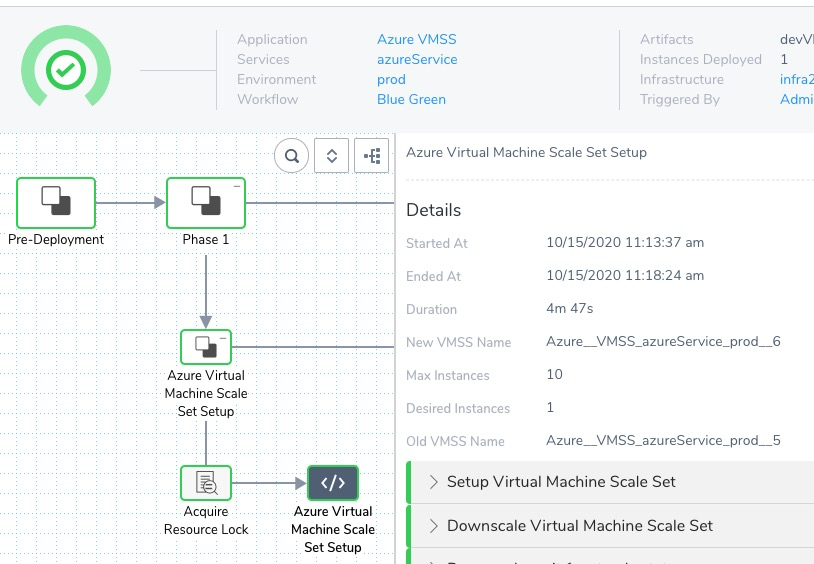 Application Azure VMSS
Services azureService
Environment prod
Workflow Blue Green
Artifacts
Instances Deployed 1
Infrastructure
Triggered By
Pre-Deployment
Phase 1
Azure Virtual
Machine Scale
Set Setup
Acquire
Resource Lock
</>
Azure Virtual
Machine Scale
Set Setup
Azure Virtual Machine Scale Set Setup
Details
Started At 10/15/2020 11:13:37 am
Ended At 10/15/2020 11:18:24 am
Duration 4m 47s
New VMSS Name Azure__VMSS_azureService_prod__6
Max Instances 10
Desired Instances 1
Old VMSS Name Azure__VMSS_azureService_prod__5
Setup Virtual Machine Scale Set
Downscale Virtual Machine Scale Set